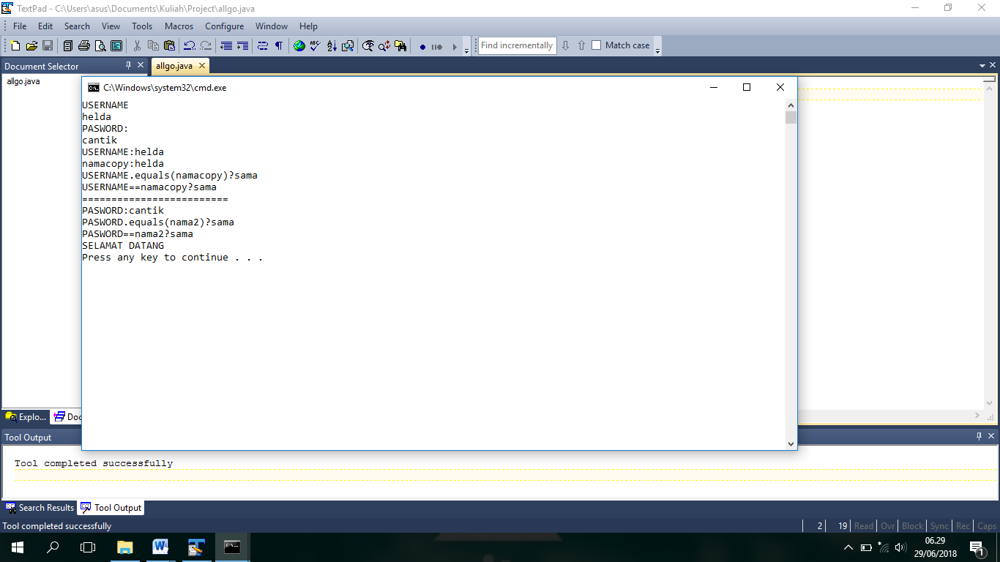 TextPad - C:\Users\asus\Documents\Kuliah\Project\allgo.java
File Edit Search View Tools Macros Configure Window Help
Find incrementally Match case
Document Selector
allgo.java
allgo.java
C:\Windows\system32\cmd.exe
USERNAME
helda
PASWORD:
cantik
USERNAME:helda
namacopy:helda
USERNAME.equals(namacopy)?sama
USERNAME==namacopy?sama
=========================
PASWORD:cantik
PASWORD.equals(nama2)?sama
PASWORD==nama2?sama
SELAMAT DATANG
Press any key to continue . . .
Explo... Doc
Tool Output
Tool completed successfully
Search Results Tool Output
Tool completed successfully 2 19 Read Ovr Block Sync Rec Caps
06.29
29/06/2018
1